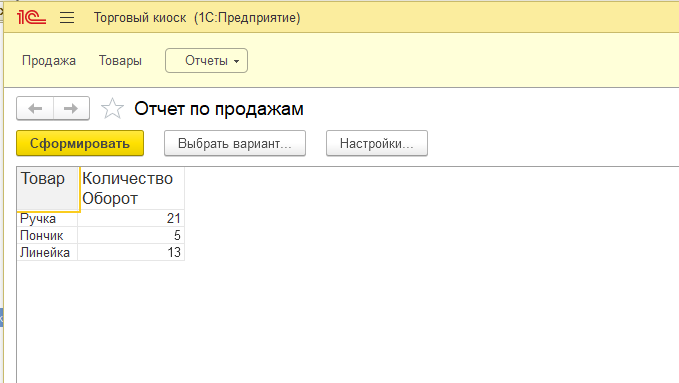 1С Торговый киоск (1С:Предприятие)
Продажа Товары Отчеты
Отчет по продажам
Сформировать Выбрать вариант... Настройки...
Товар Количество
Оборот
Ручка 21
Пончик 5
Линейка 13